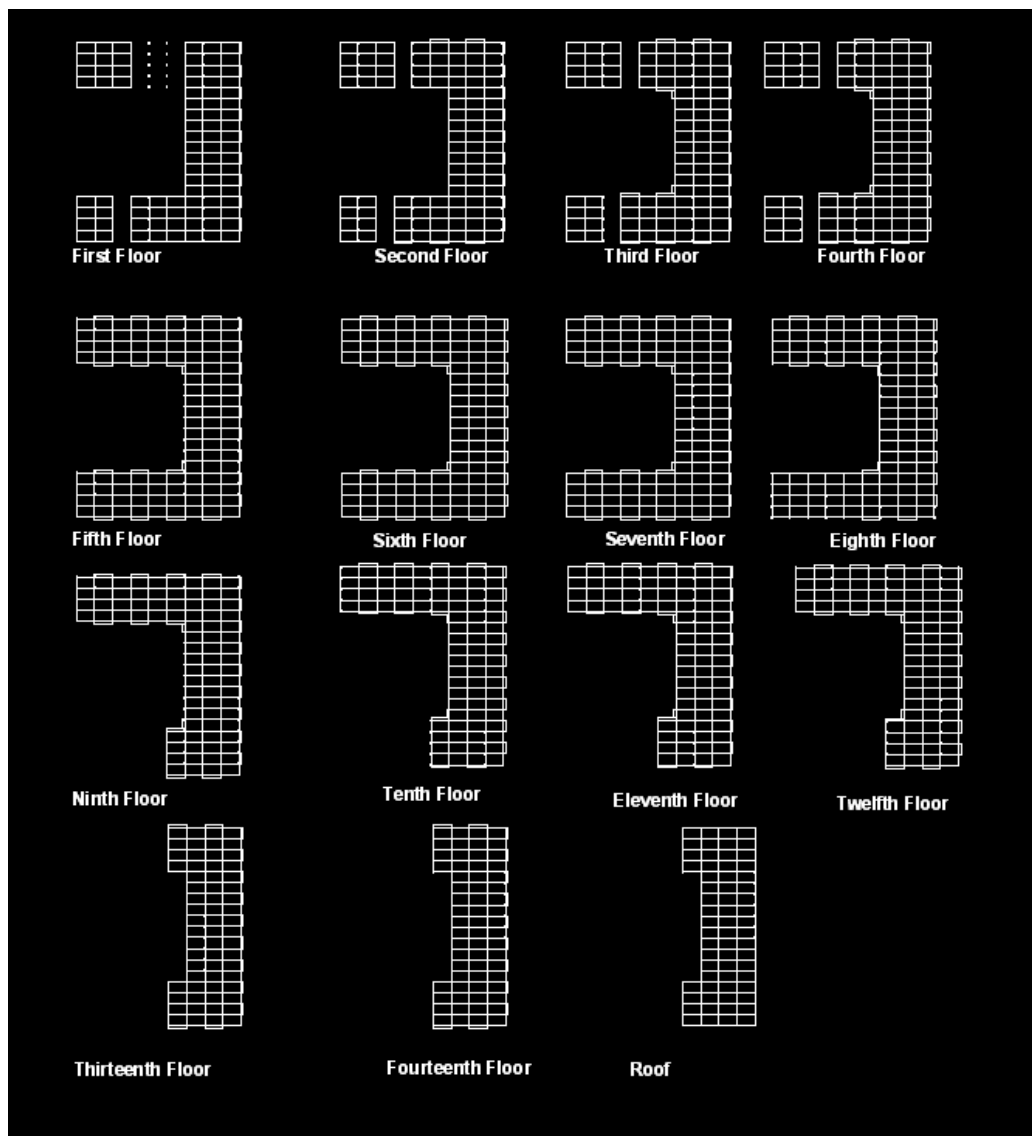 First Floor
Second Floor
Third Floor
Fourth Floor
Fifth Floor
Sixth Floor
Seventh Floor
Eighth Floor
Ninth Floor
Tenth Floor
Eleventh Floor
Twelfth Floor
Thirteenth Floor
Fourteenth Floor
Roof